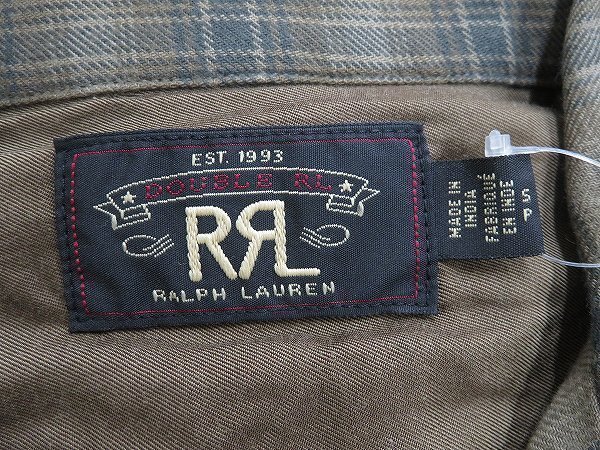 EST. 1993
DOUBLE RL
RRL
RALPH LAUREN
MADE IN
INDIA
FABRIQUÉ
EN INDE
S
P